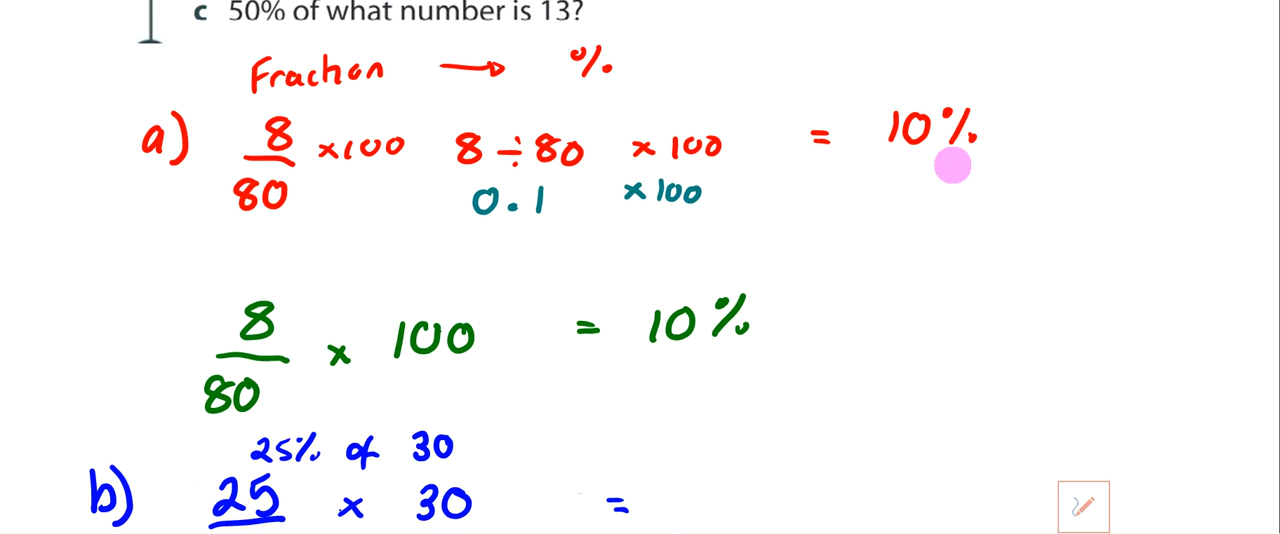 c 50% of what number is 13?
Fraction → %
a) 8/80 ×100 8 ÷ 80 × 100 = 10%
0.1 ×100
8/80 × 100 = 10%
25% of 30
b) 25 × 30 =